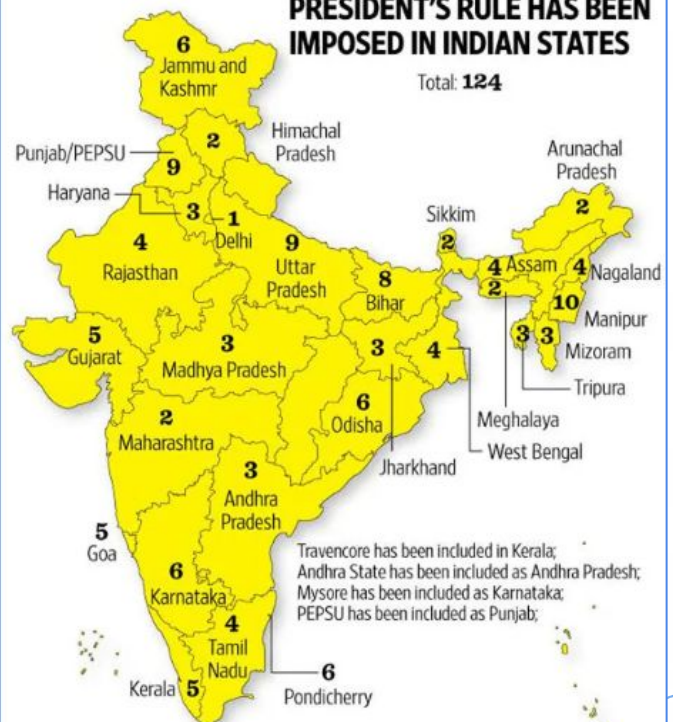 PRESIDENT'S RULE HAS BEEN
IMPOSED IN INDIAN STATES
Total: 124
6
Jammu and
Kashmr
2
Himachal
Pradesh
Punjab/PEPSU
9
Haryana
3
1
Delhi
Arunachal
Pradesh
2
Sikkim
2
4
Rajasthan
9
Uttar
Pradesh
8
Bihar
4 Assam
4 Nagaland
2
10
Manipur
5
Gujarat
3
Madhya Pradesh
3
4
3
3
Mizoram
Tripura
Meghalaya
West Bengal
Jharkhand
6
Odisha
2
Maharashtra
3
Andhra
Pradesh
5
Goa
6
Karnataka
Travencore has been included in Kerala;
Andhra State has been included as Andhra Pradesh;
Mysore has been included as Karnataka;
PEPSU has been included as Punjab;
4
Tamil
Nadu
6
Pondicherry
Kerala 5